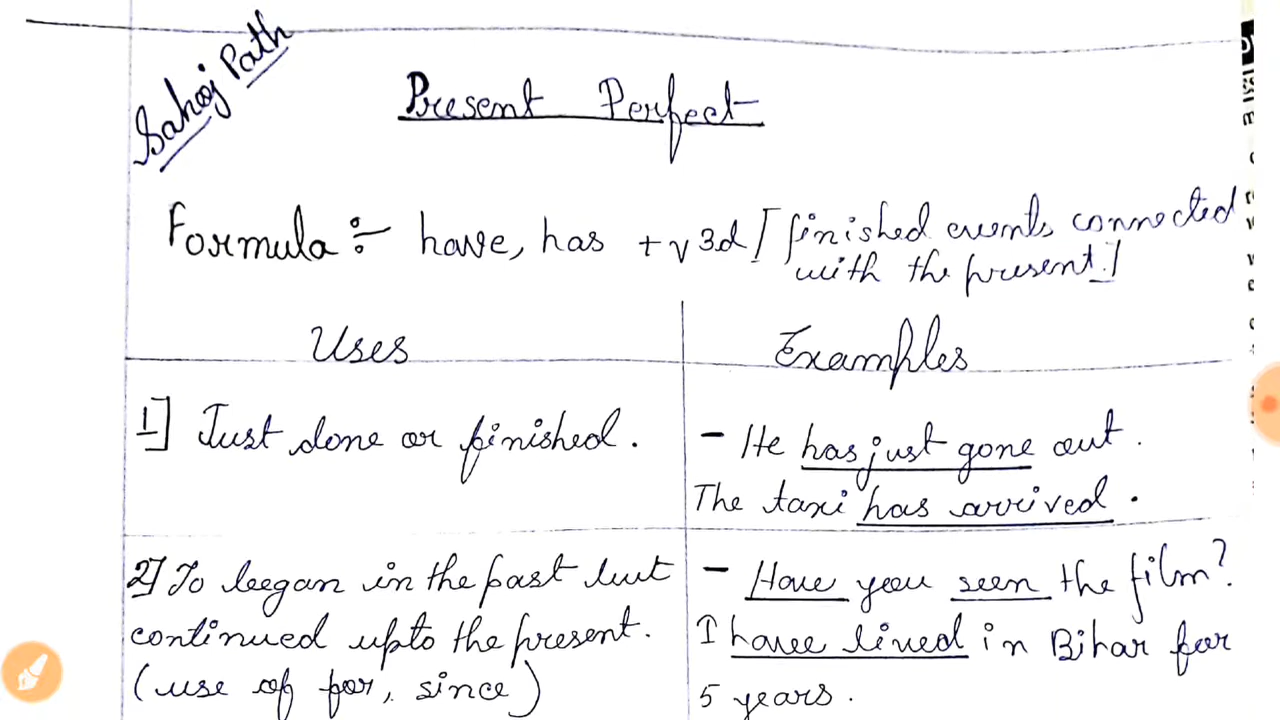 Sahaj Path
Present Perfect
Formula ÷ have, has + v 3d [finished events connected
with the present.]
Uses
Examples
1] Just done or finished.
- He has just gone out.
The taxi has arrived.
2] To began in the past but
continued upto the present.
(use of for, since)
- Have you seen the film?
I have lived in Bihar for
5 years.